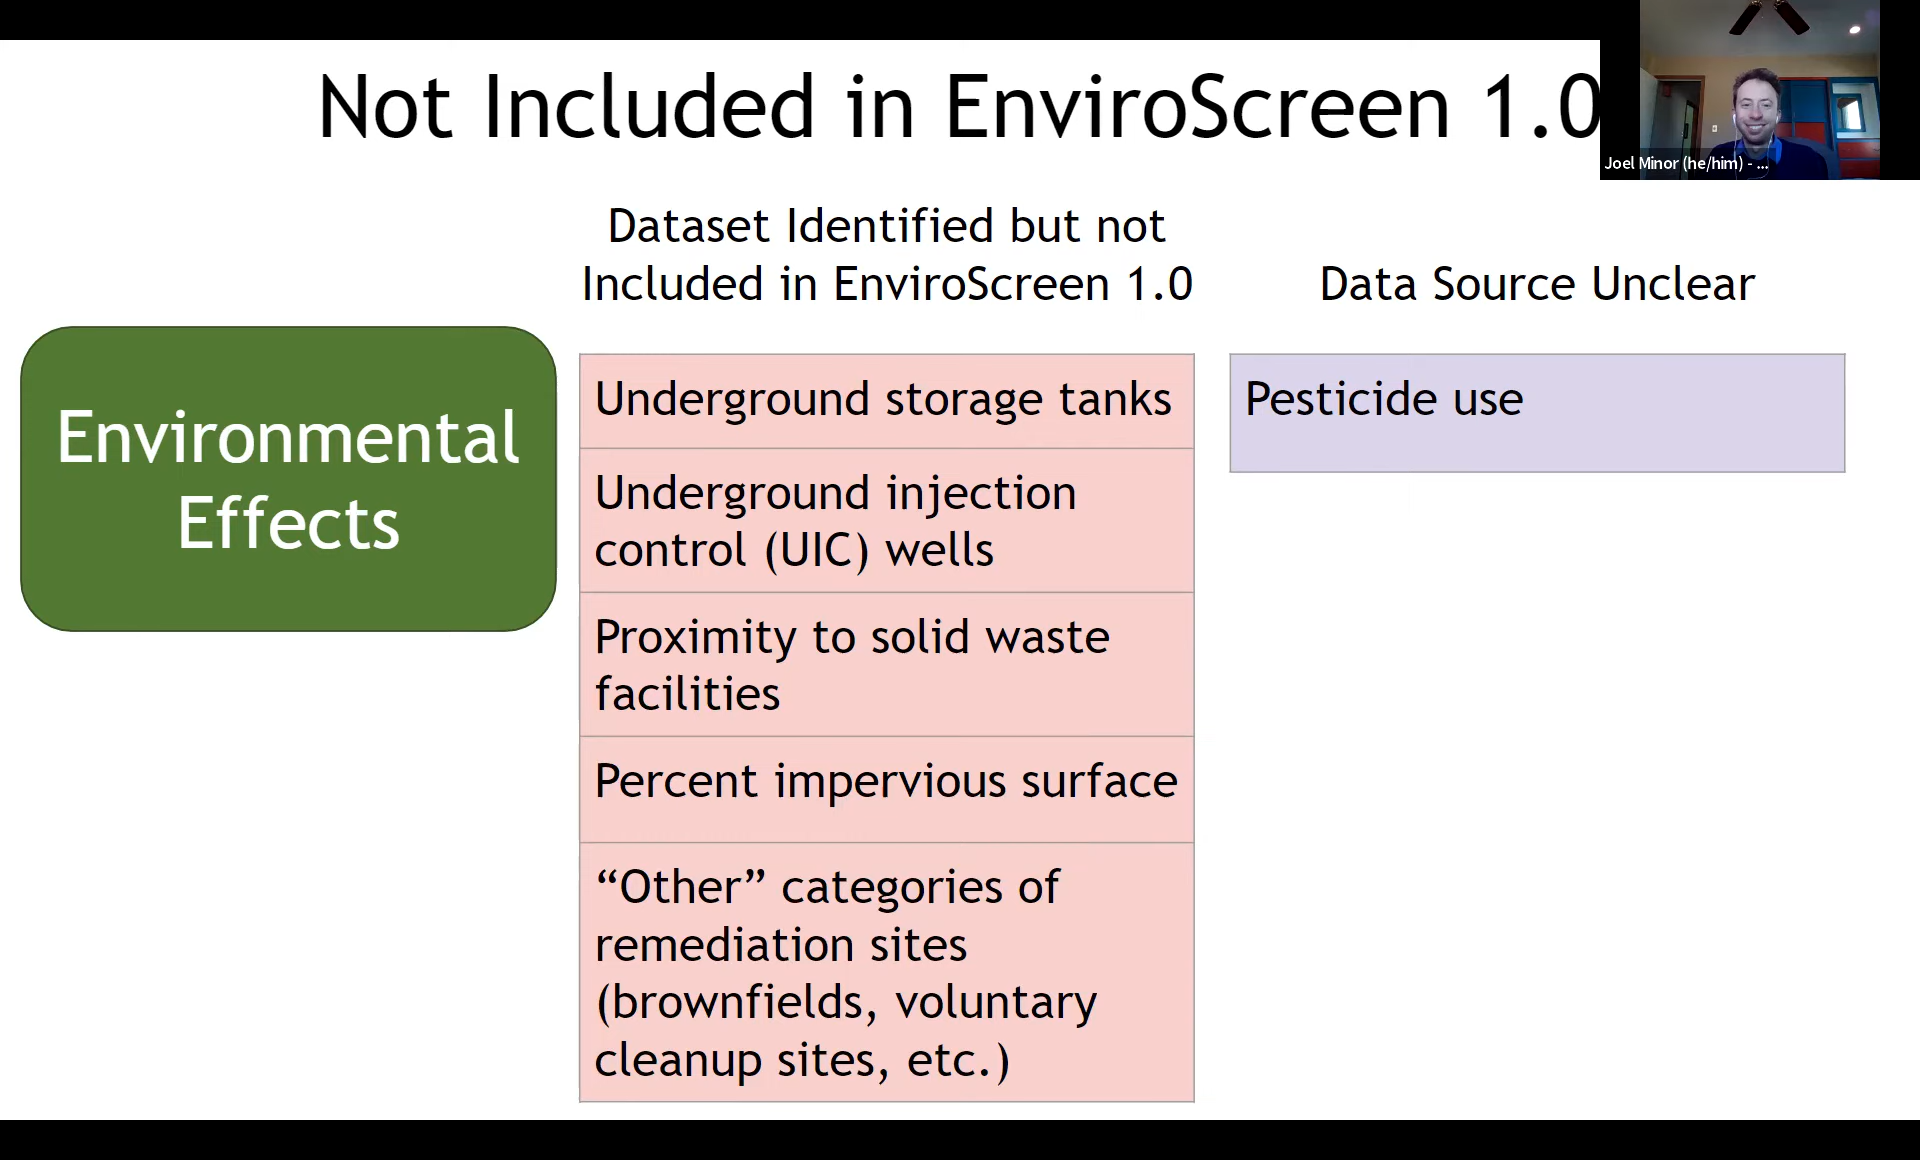 Not Included in EnviroScreen 1.0
Joel Minor (he/him) - ...
Dataset Identified but not
Included in EnviroScreen 1.0
Data Source Unclear
Environmental
Effects
Underground storage tanks
Underground injection
control (UIC) wells
Proximity to solid waste
facilities
Percent impervious surface
“Other” categories of
remediation sites
(brownfields, voluntary
cleanup sites, etc.)
Pesticide use